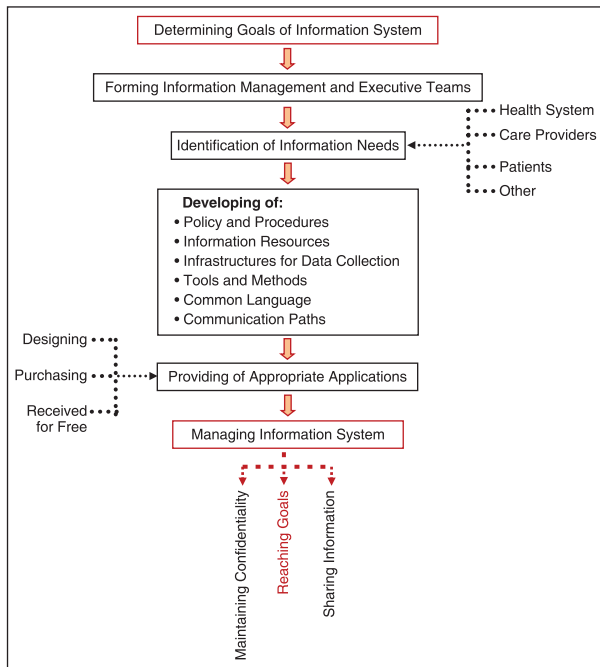 Determining Goals of Information System
Forming Information Management and Executive Teams
Identification of Information Needs
Health System
Care Providers
Patients
Other
Developing of:
• Policy and Procedures
• Information Resources
• Infrastructures for Data Collection
• Tools and Methods
• Common Language
• Communication Paths
Designing
Purchasing
Received
for Free
Providing of Appropriate Applications
Managing Information System
Maintaining Confidentiality
Reaching Goals
Sharing Information